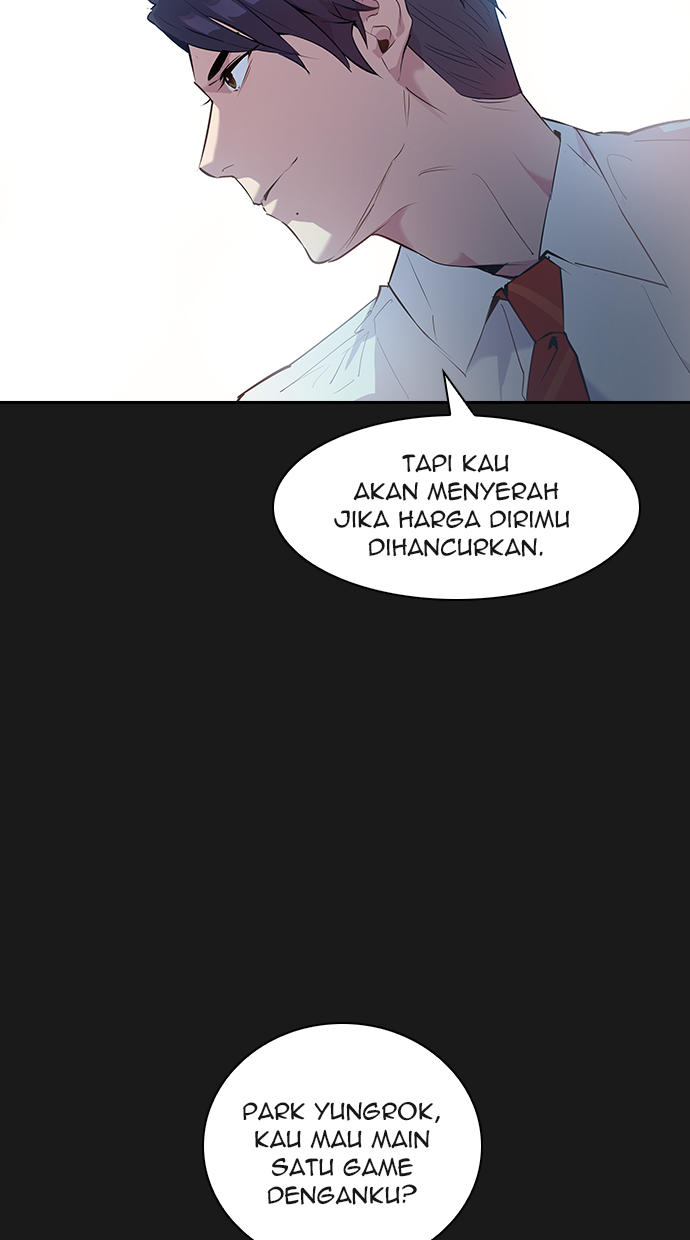 TAPI KAU
AKAN MENYERAH
JIKA HARGA DIRIMU
DIHANCURKAN.
PARK YUNGROK,
KAU MAU MAIN
SATU GAME
DENGANKU?